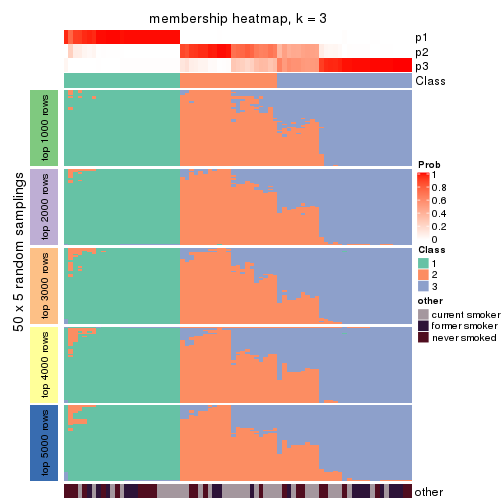 membership heatmap, k = 3
p1
p2
p3
Class
50 x 5 random samplings
top 1000 rows
top 2000 rows
top 3000 rows
top 4000 rows
top 5000 rows
Prob
1
0.8
0.6
0.4
0.2
0
Class
1
2
3
other
current smoker
former smoker
never smoked
other